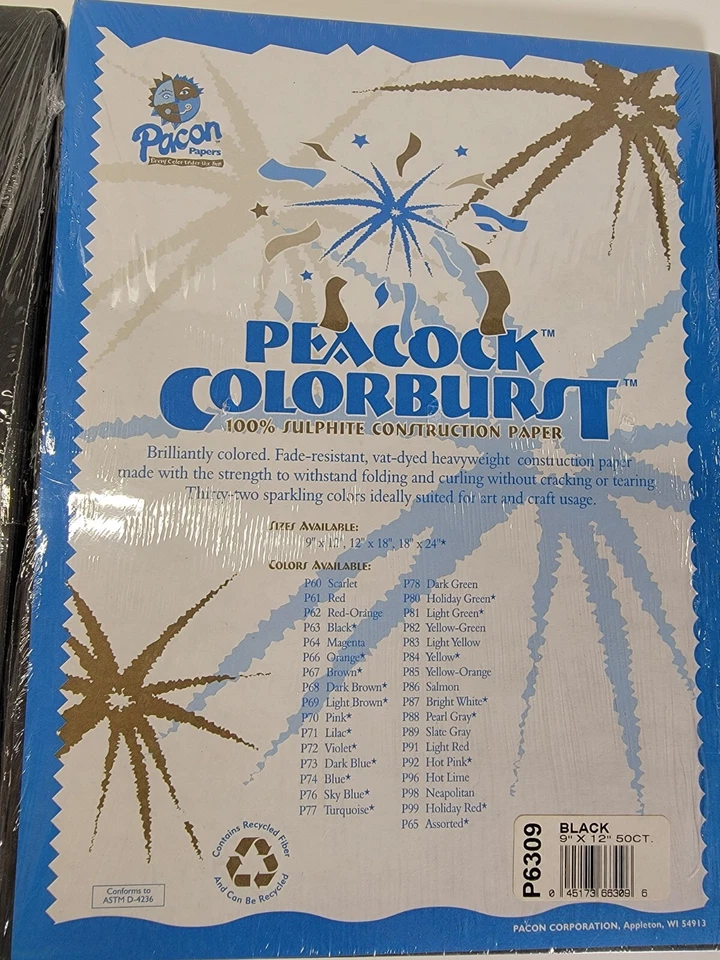 Pacon™
Papers
Every Color Under the Sun
PEACOCK™
COLORBURST™
100% SULPHITE CONSTRUCTION PAPER
Brilliantly colored. Fade-resistant, vat-dyed heavyweight construction paper
made with the strength to withstand folding and curling without cracking or tearing.
Thirty-two sparkling colors ideally suited for art and craft usage.
SIZES AVAILABLE:
9" x 12", 12" x 18", 18" x 24"*
COLORS AVAILABLE:
P60 Scarlet
P61 Red
P62 Red-Orange
P63 Black*
P64 Magenta
P66 Orange*
P67 Brown*
P68 Dark Brown*
P69 Light Brown*
P70 Pink*
P71 Lilac*
P72 Violet*
P73 Dark Blue*
P74 Blue*
P76 Sky Blue*
P77 Turquoise*
P78 Dark Green
P80 Holiday Green*
P81 Light Green*
P82 Yellow-Green
P83 Light Yellow
P84 Yellow*
P85 Yellow-Orange
P86 Salmon
P87 Bright White*
P88 Pearl Gray*
P89 Slate Gray
P91 Light Red
P92 Hot Pink*
P96 Hot Lime
P98 Neapolitan
P99 Holiday Red*
P65 Assorted*
Contains Recycled Fiber
And Can Be Recycled
Conforms to
ASTM D-4236
P6309
BLACK
9" X 12" 50CT.
0 45173 66309 6
PACON CORPORATION, Appleton, WI 54913